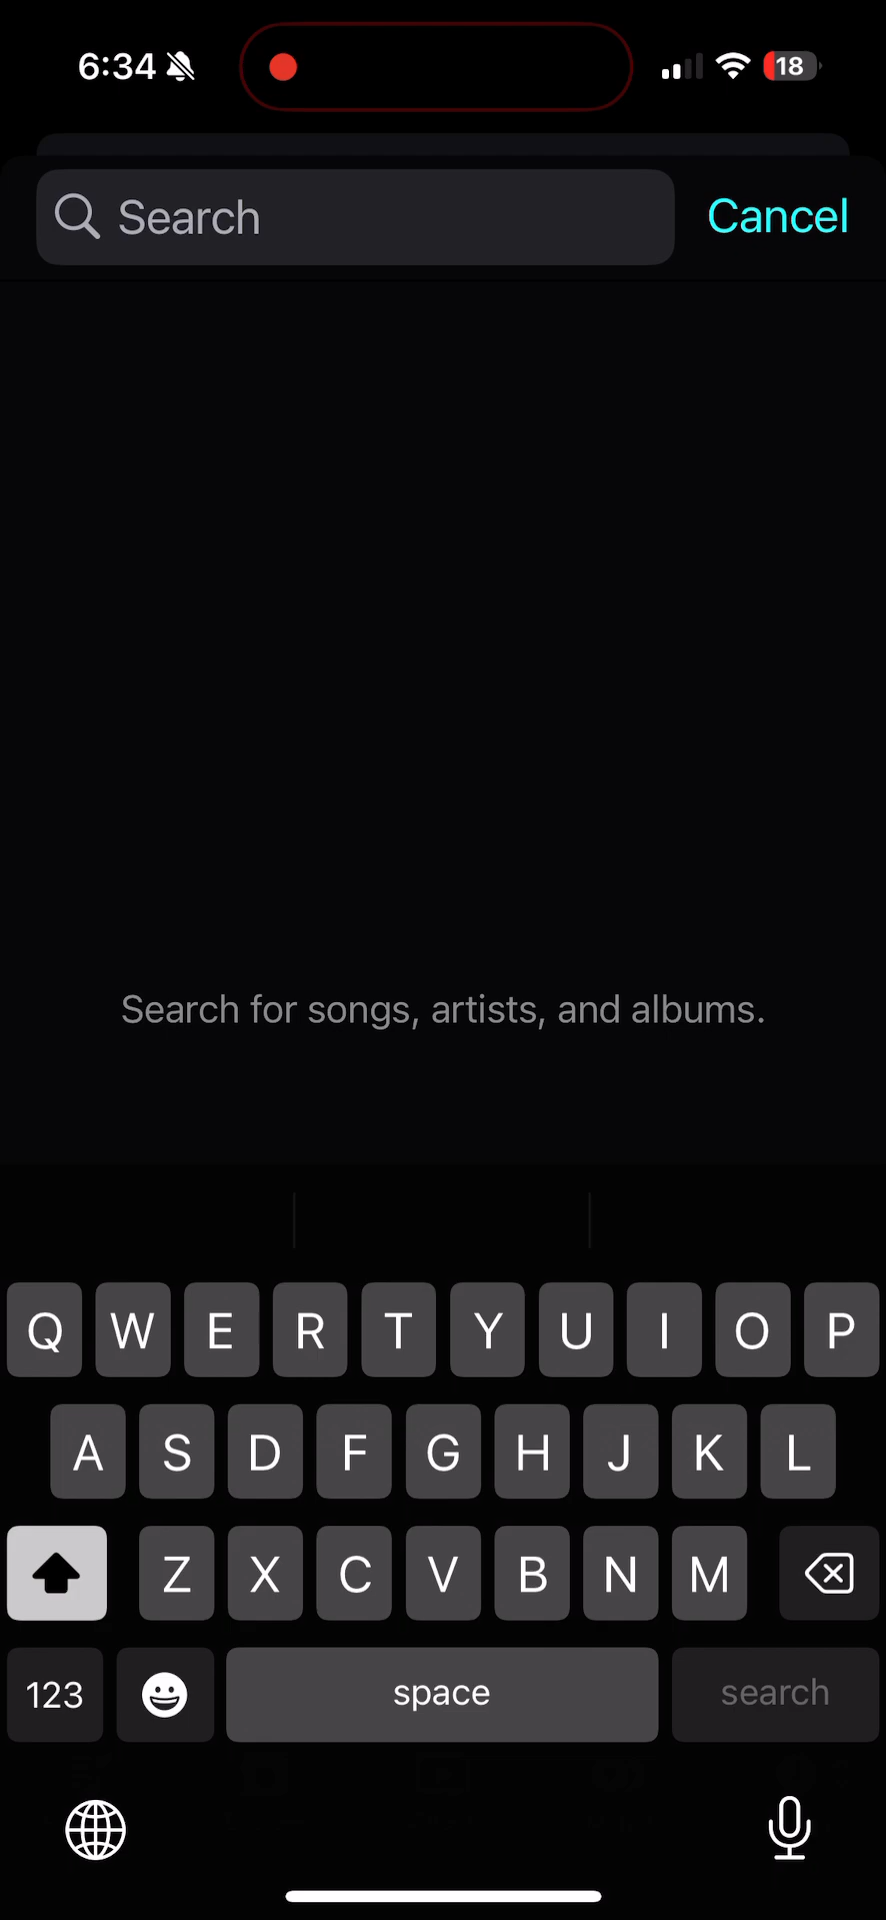 6:34
18
Search
Cancel
Search for songs, artists, and albums.
Q W E R T Y U I O P
A S D F G H J K L
Z X C V B N M
123
space
search